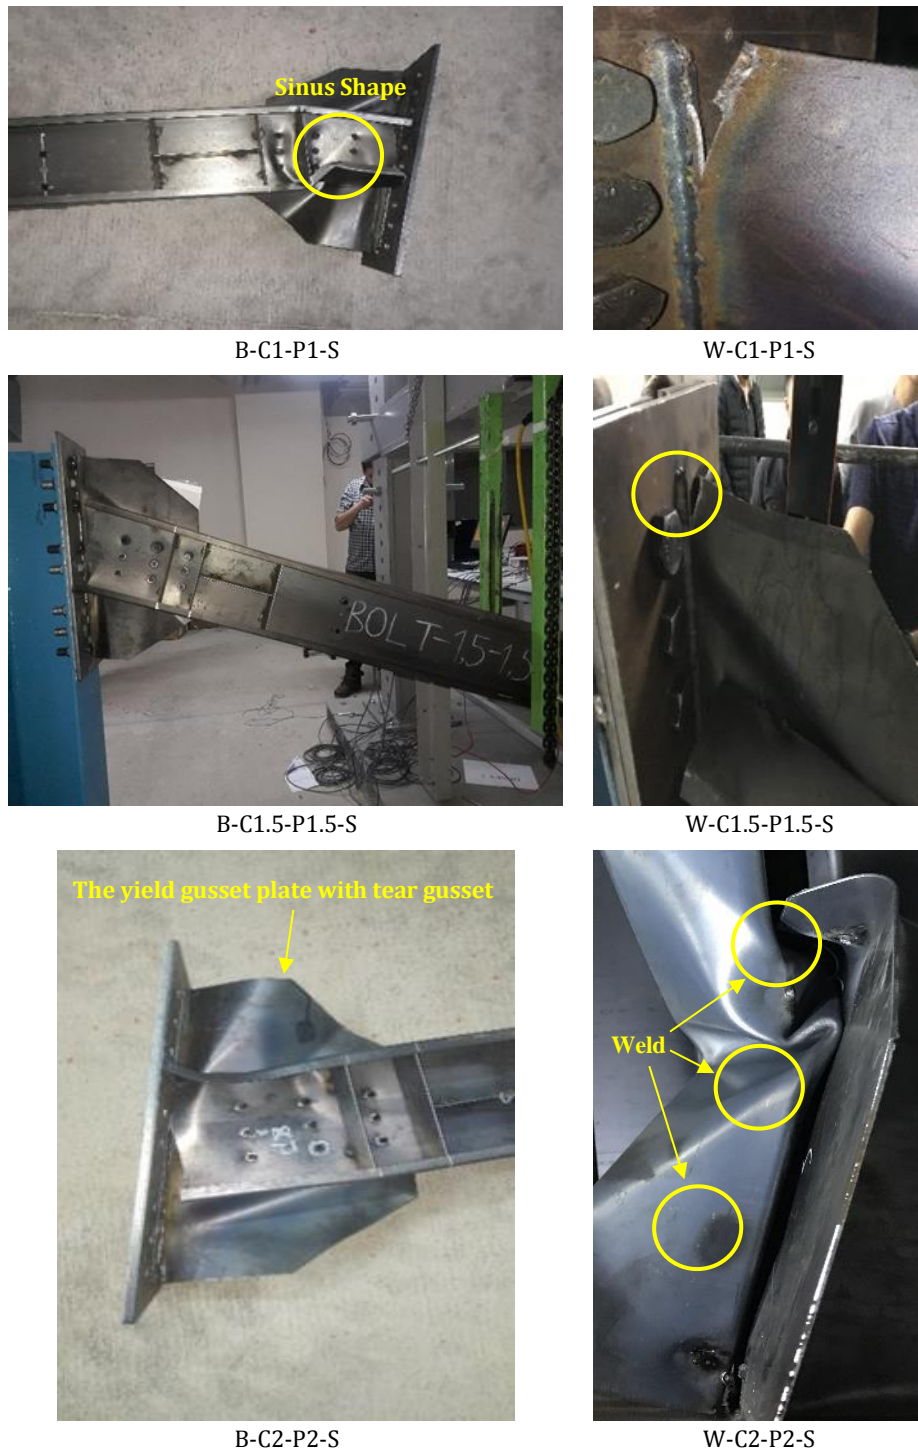 Sinus Shape
B-C1-P1-S
W-C1-P1-S
BOLT-1.5-1.5
B-C1.5-P1.5-S
W-C1.5-P1.5-S
The yield gusset plate with tear gusset
Weld
B-C2-P2-S
W-C2-P2-S